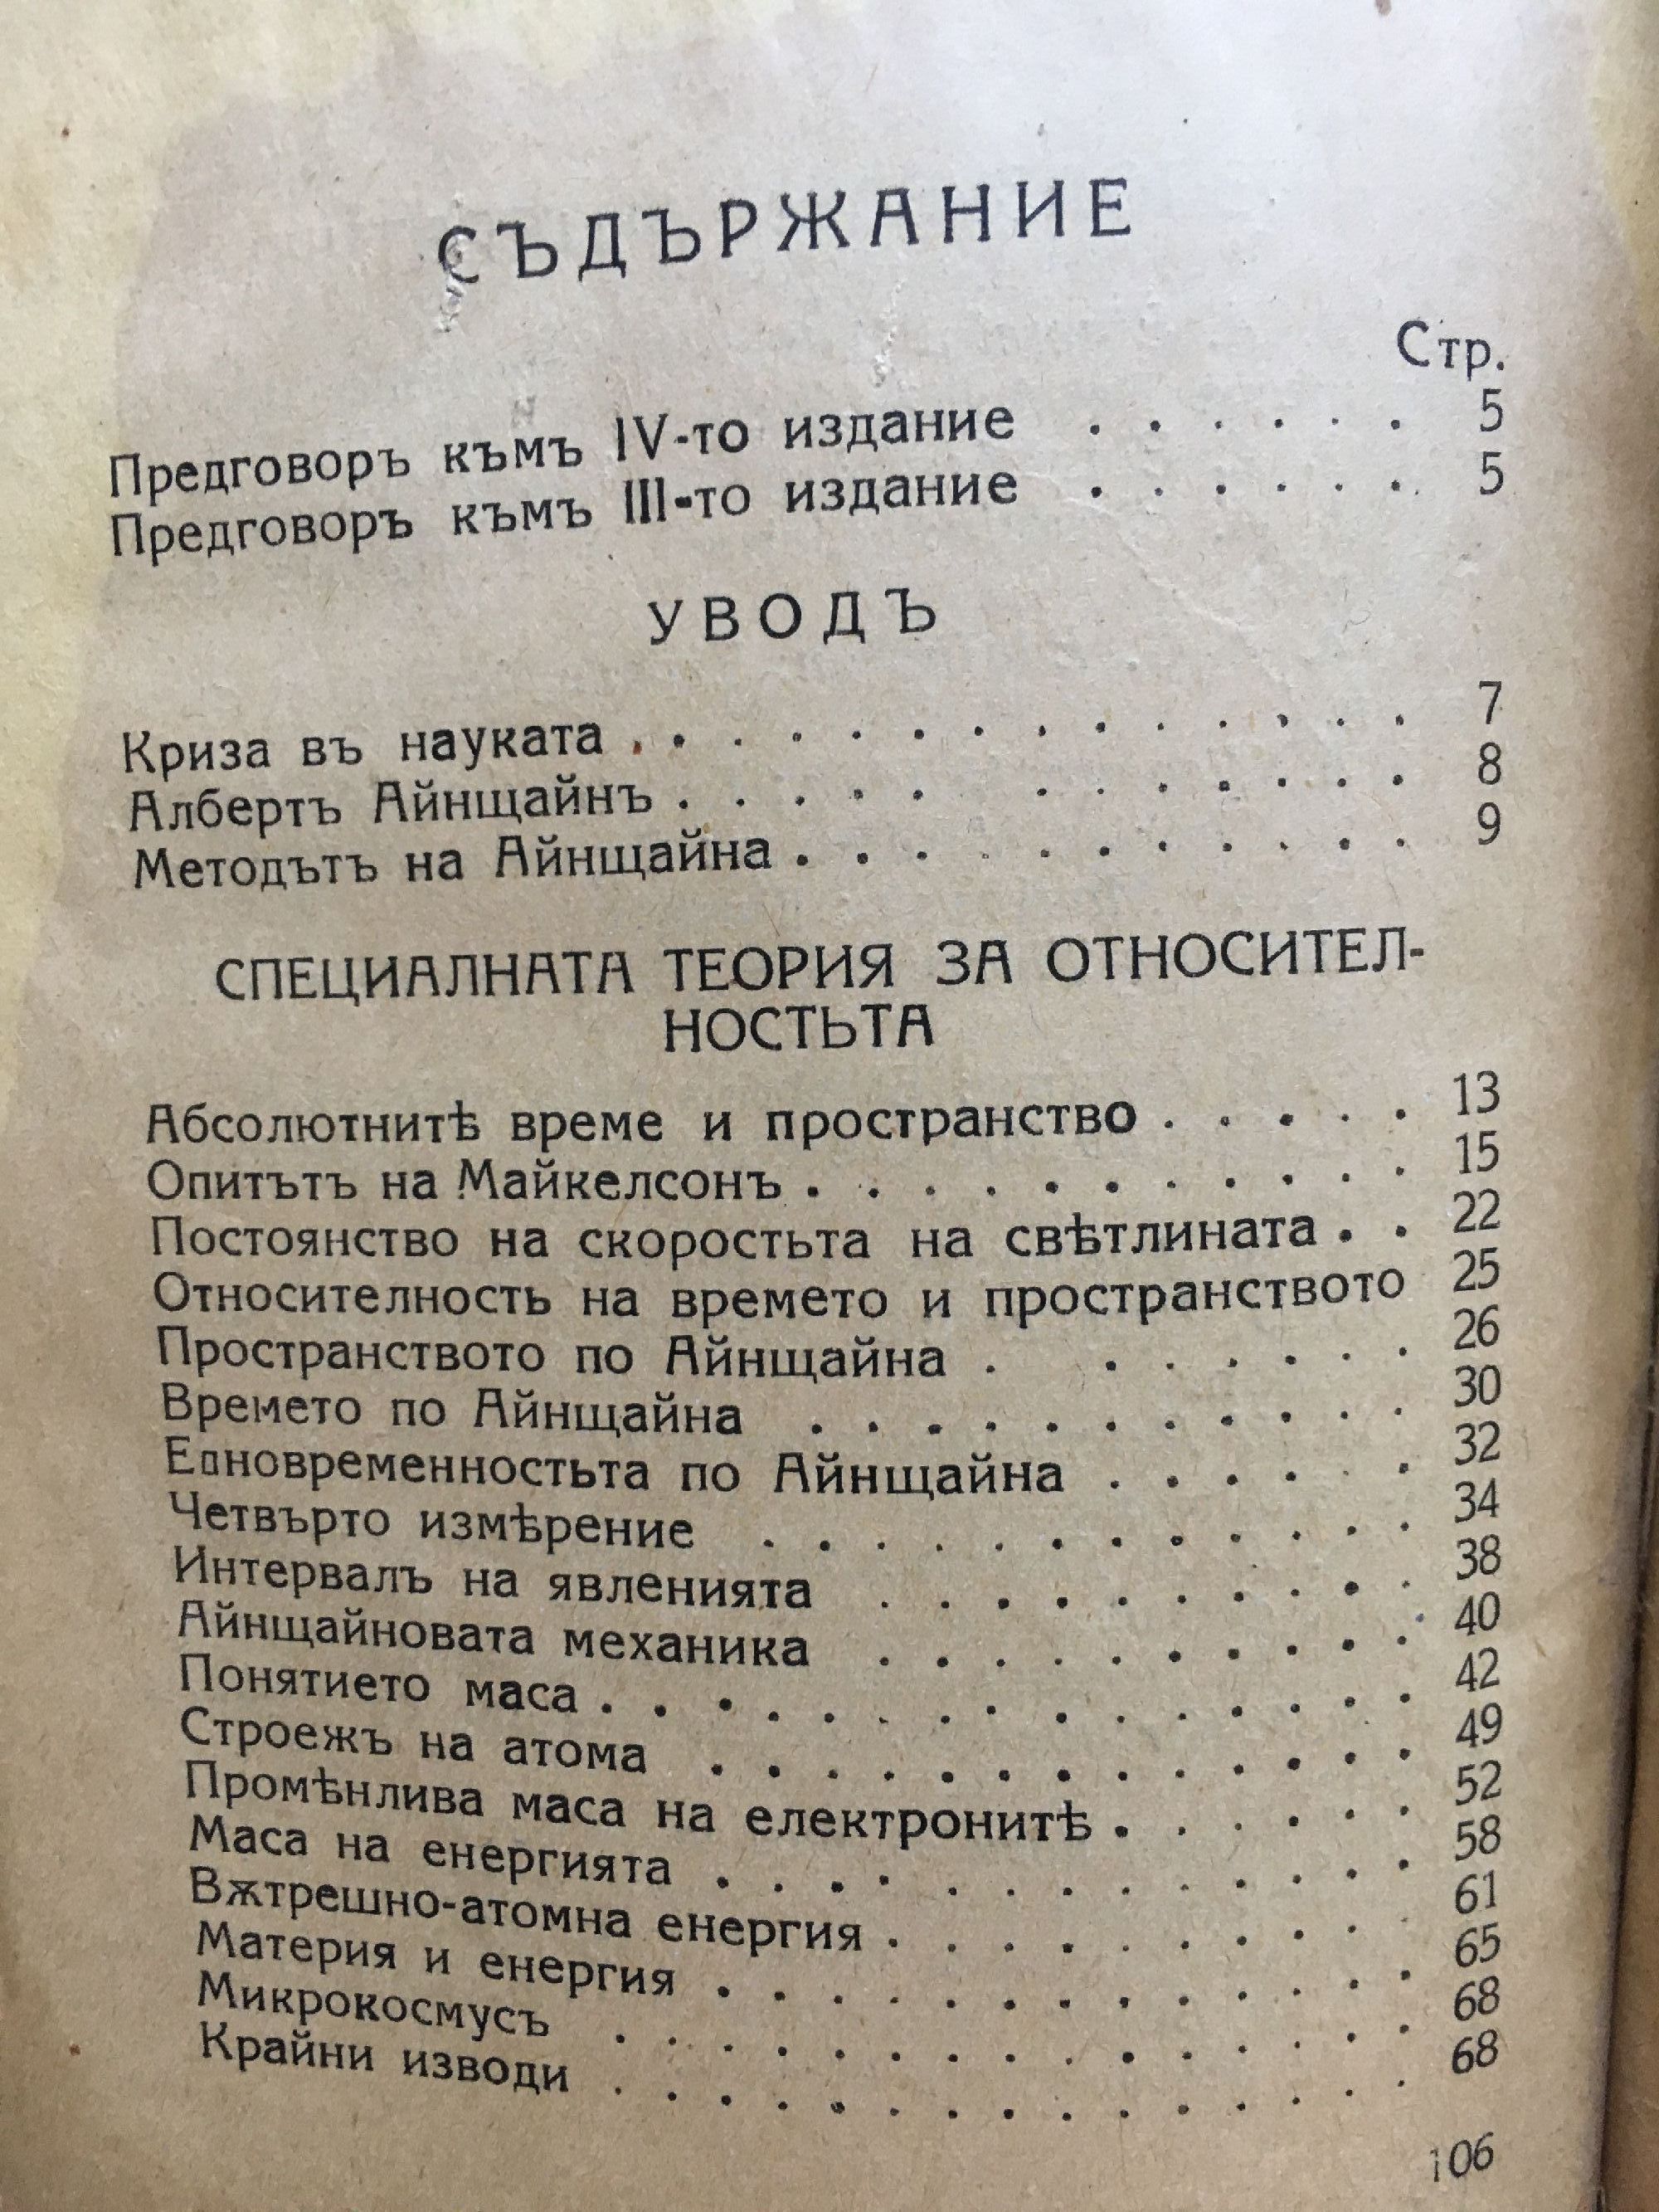 СЪДЪРЖАНИЕ
Стр.
Предговоръ къмъ IV-то издание . . . . . . 5
Предговоръ къмъ III-то издание . . . . . . 5
УВОДЪ
Криза въ науката . . . . . . . . . . . . . 7
Албертъ Айнщайнъ . . . . . . . . . . . . 8
Методътъ на Айнщайна . . . . . . . . . . . 9
СПЕЦИАЛНАТА ТЕОРИЯ ЗА ОТНОСИТЕЛ-
НОСТЬТА
Абсолютнитѣ време и пространство . . . . . 13
Опитътъ на Майкелсонъ . . . . . . . . . . . 15
Постоянство на скоростьта на свѣтлината . . 22
Относителность на времето и пространството 25
Пространството по Айнщайна . . . . . . . 26
Времето по Айнщайна . . . . . . . . . . . 30
Едновременностьта по Айнщайна . . . . . . 32
Четвърто измѣрение . . . . . . . . . . . . 34
Интервалъ на явленията . . . . . . . . . . 38
Айнщайновата механика . . . . . . . . . . 40
Понятието маса . . . . . . . . . . . . . . . 42
Строежъ на атома . . . . . . . . . . . . . 49
Промѣнлива маса на електронитѣ . . . . . . 52
Маса на енергията . . . . . . . . . . . . . 58
Вѫтрешно-атомна енергия . . . . . . . . . . 61
Материя и енергия . . . . . . . . . . . . . 65
Микрокосмусъ . . . . . . . . . . . . . . . 68
Крайни изводи . . . . . . . . . . . . . . . 68
106